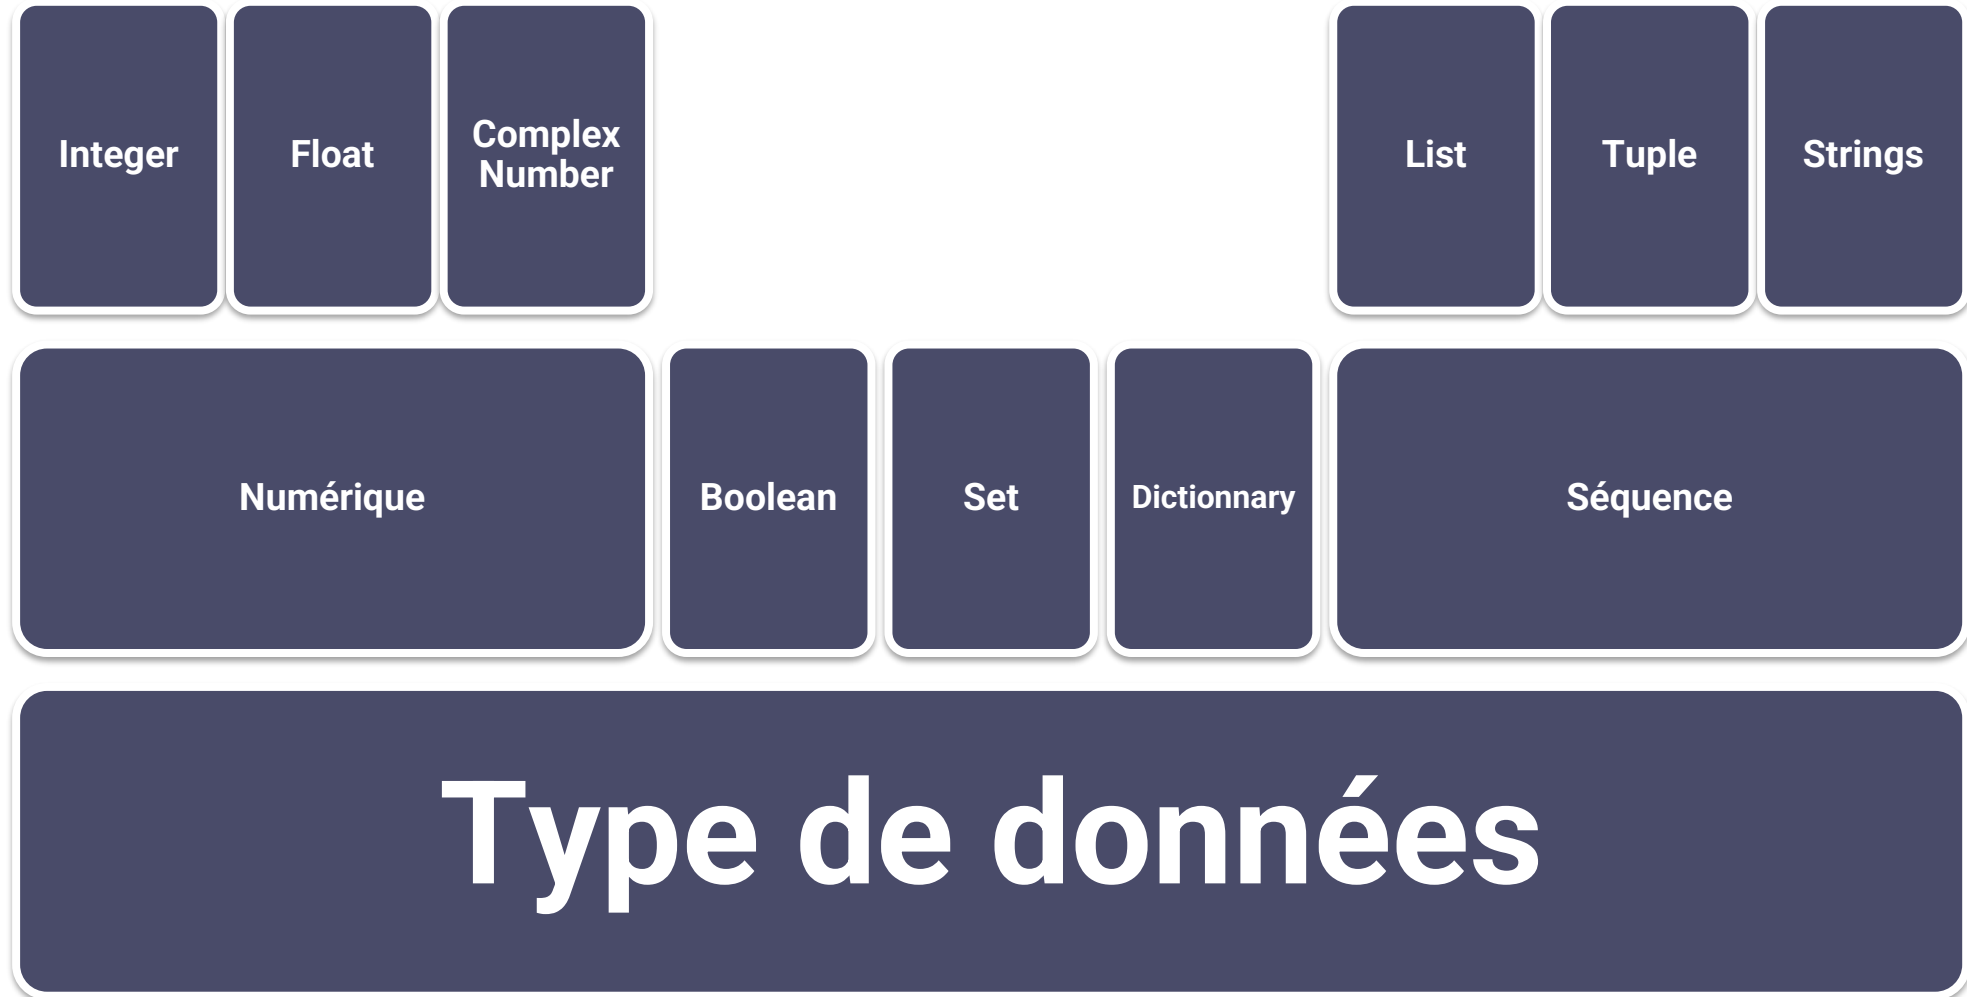 Integer
Float
Complex
Number
List
Tuple
Strings
Numérique
Boolean
Set
Dictionnary
Séquence
Type de données